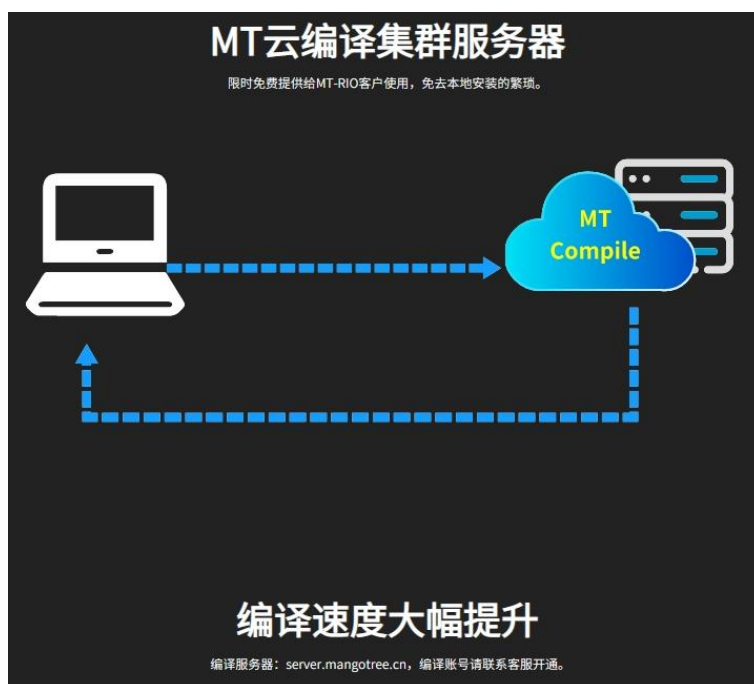 MT云编译集群服务器
限时免费提供给MT-RIO客户使用，免去本地安装的繁琐。
MT
Compile
编译速度大幅提升
编译服务器：server.mangotree.cn，编译账号请联系客服开通。